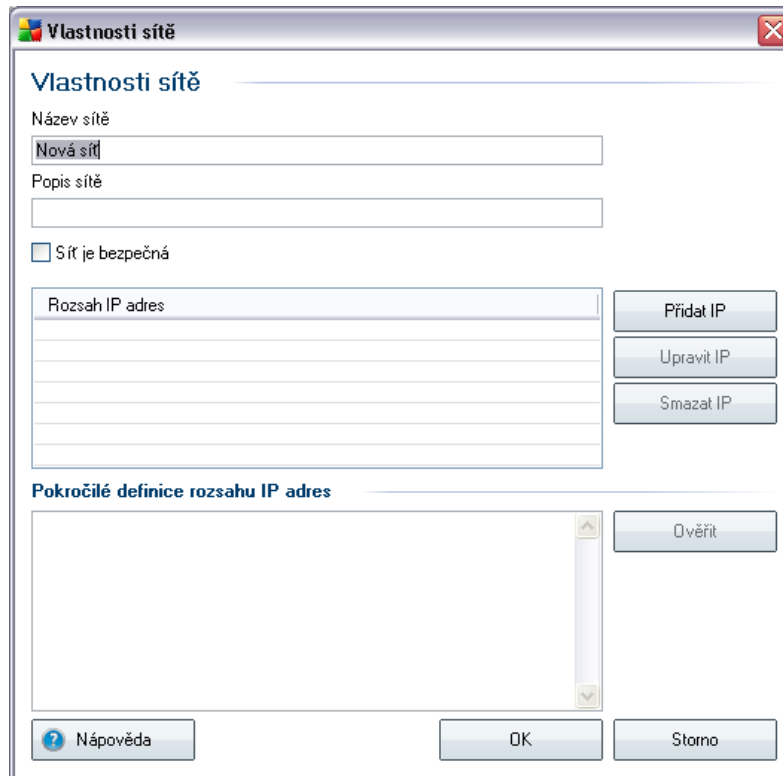 Vlastnosti sítě
Vlastnosti sítě
Název sítě
Nová síť
Popis sítě
Síť je bezpečná
Rozsah IP adres
Přidat IP
Upravit IP
Smazat IP
Pokročilé definice rozsahu IP adres
Ověřit
Nápověda
OK
Storno